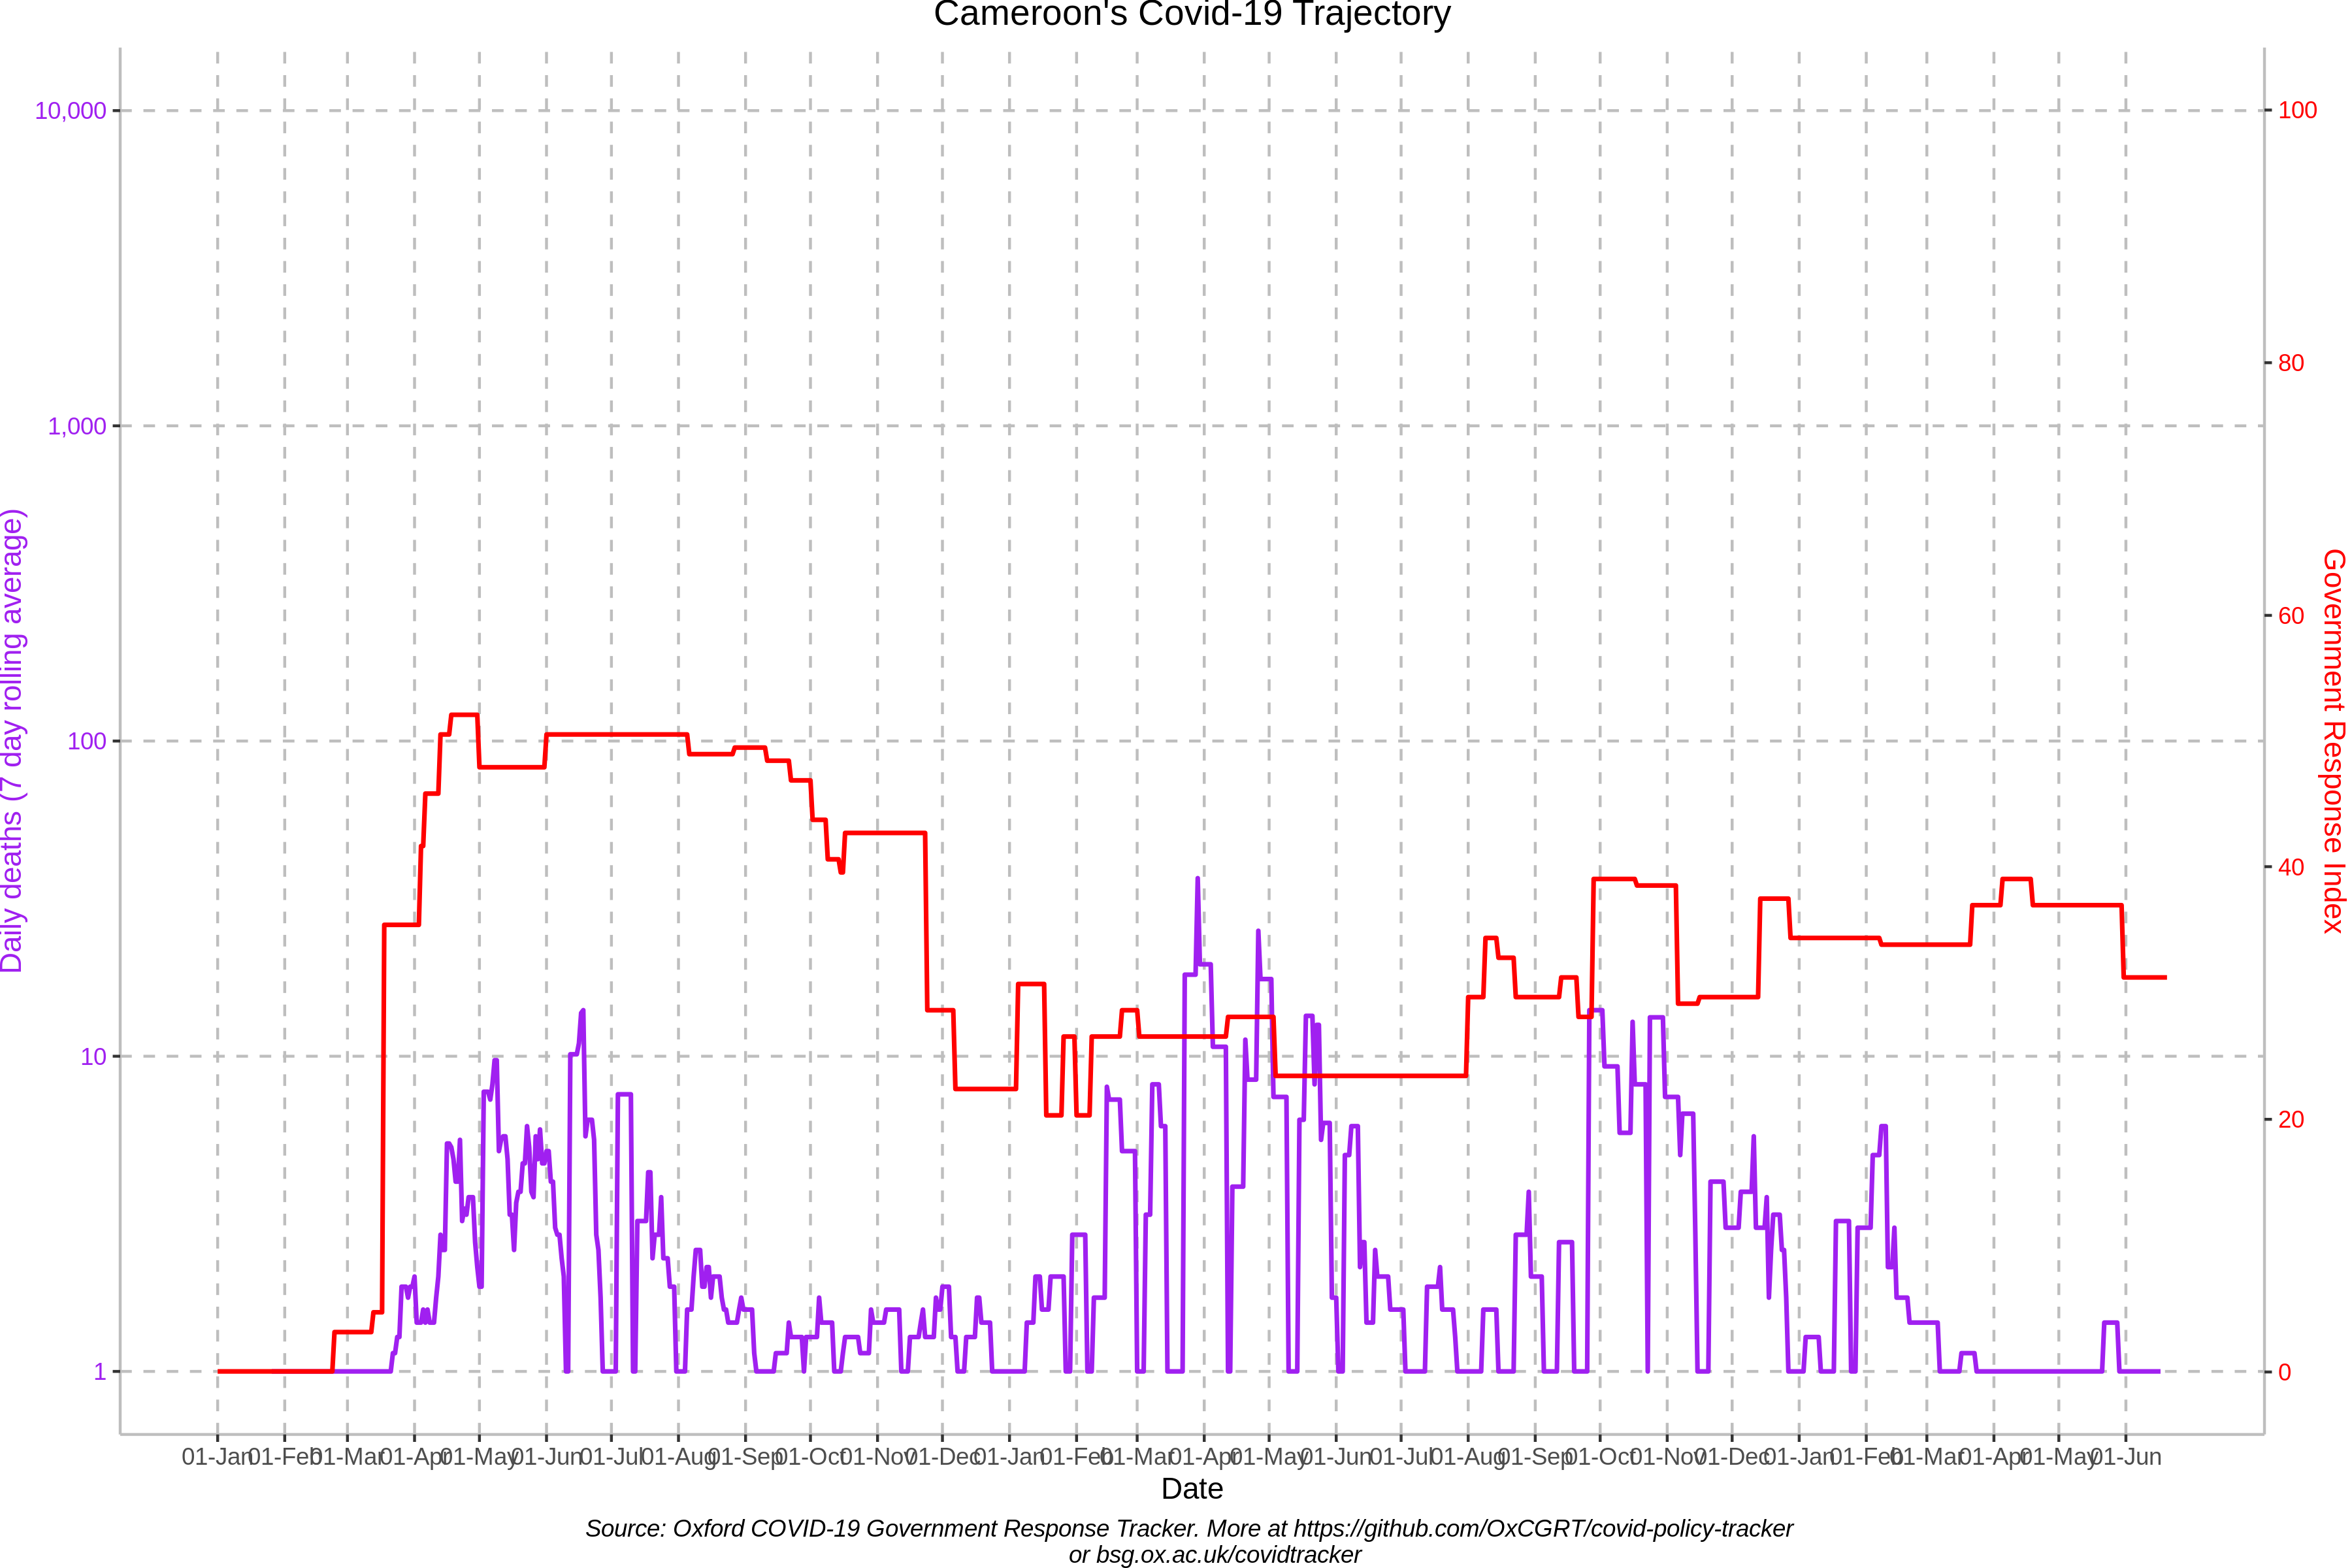 Cameroon's Covid-19 Trajectory
10,000
1,000
100
10
1
Daily deaths (7 day rolling average)
100
80
60
40
20
0
Government Response Index
01-Jan 01-Feb 01-Mar 01-Apr 01-May 01-Jun 01-Jul 01-Aug 01-Sep 01-Oct 01-Nov 01-Dec 01-Jan 01-Feb 01-Mar 01-Apr 01-May 01-Jun 01-Jul 01-Aug 01-Sep 01-Oct 01-Nov 01-Dec 01-Jan 01-Feb 01-Mar 01-Apr 01-May 01-Jun
Date
Source: Oxford COVID-19 Government Response Tracker. More at https://github.com/OxCGRT/covid-policy-tracker
or bsg.ox.ac.uk/covidtracker